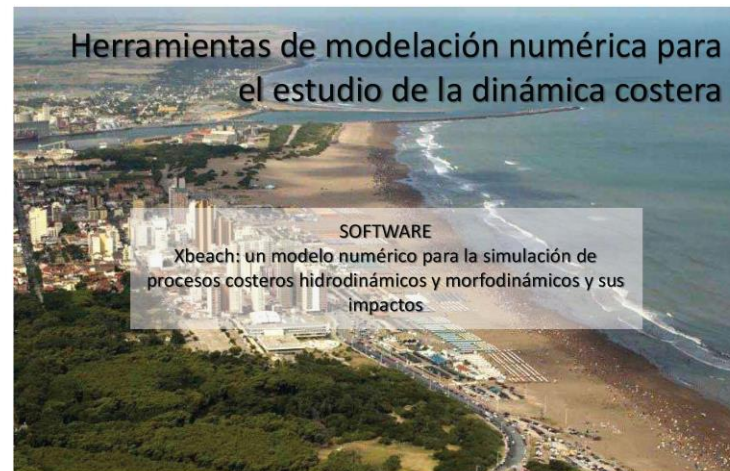 Herramientas de modelación numérica para
el estudio de la dinámica costera
SOFTWARE
Xbeach: un modelo numérico para la simulación de
procesos costeros hidrodinámicos y morfodinámicos y sus
impactos